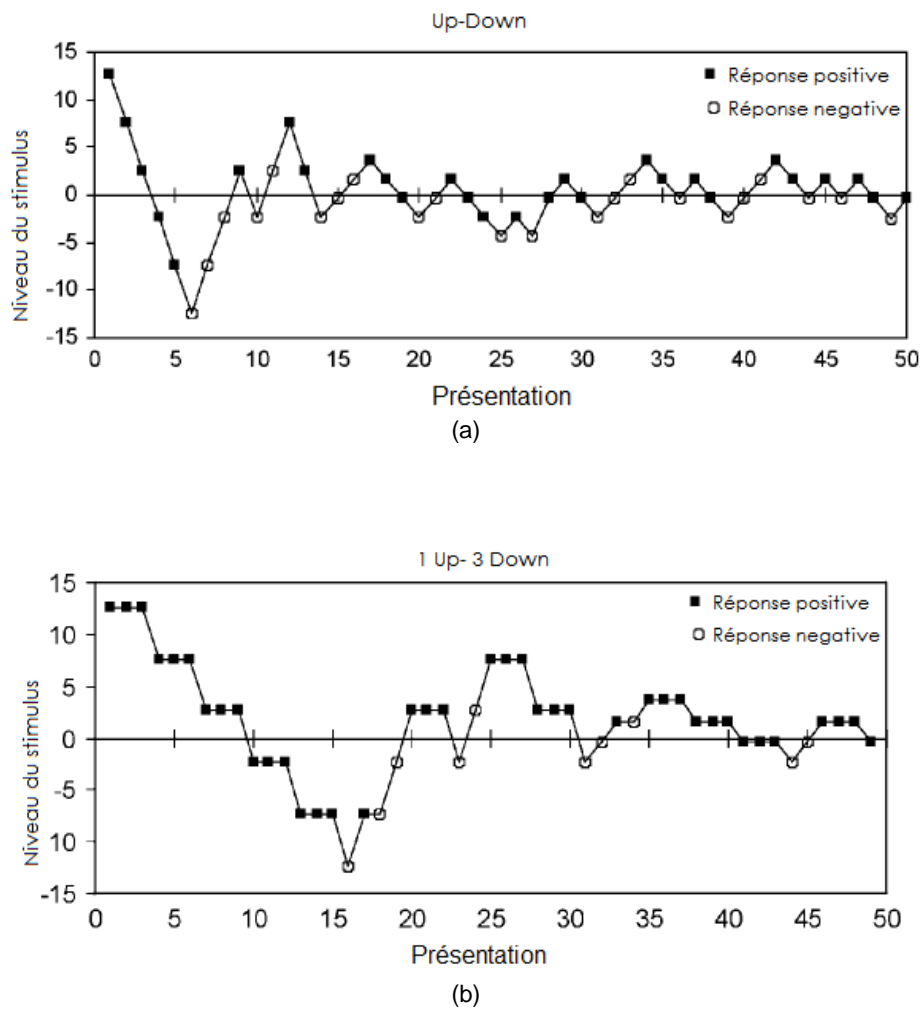 Up-Down
15
10
5
0
-5
-10
-15
Niveau du stimulus
■ Réponse positive
○ Réponse negative
0 5 10 15 20 25 30 35 40 45 50
Présentation
(a)
1 Up- 3 Down
15
10
5
0
-5
10
-15
Niveau du stimulus
■ Réponse positive
○ Réponse negative
0 5 10 15 20 25 30 35 40 45 50
Présentation
(b)